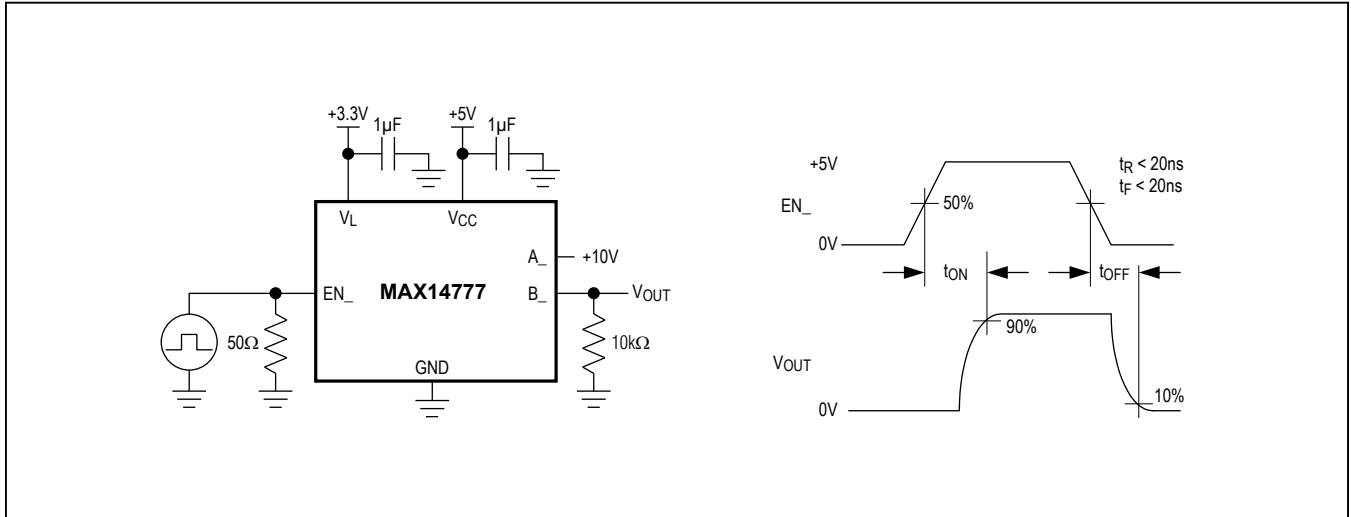 +3.3V
1µF
+5V
1µF
VL
VCC
A_
+10V
EN_
MAX14777
B_
VOUT
50Ω
10kΩ
GND
+5V
tR < 20ns
tF < 20ns
EN_
50%
0V
tON
tOFF
90%
VOUT
10%
0V